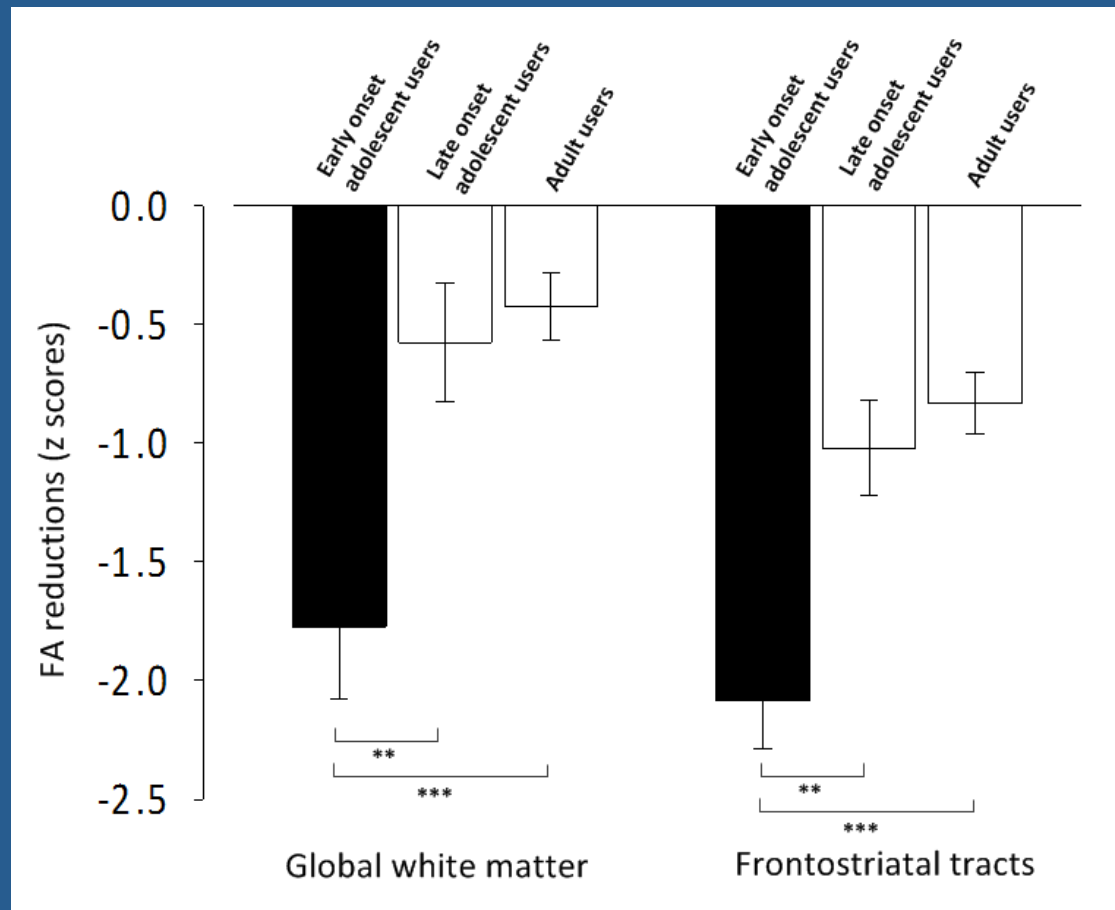 Early onset
adolescent users
Late onset
adolescent users
Adult users
Early onset
adolescent users
Late onset
adolescent users
Adult users
FA reductions (z scores)
0.0
-0.5
-1.0
-1.5
-2.0
-2.5
**
***
**
***
Global white matter
Frontostriatal tracts